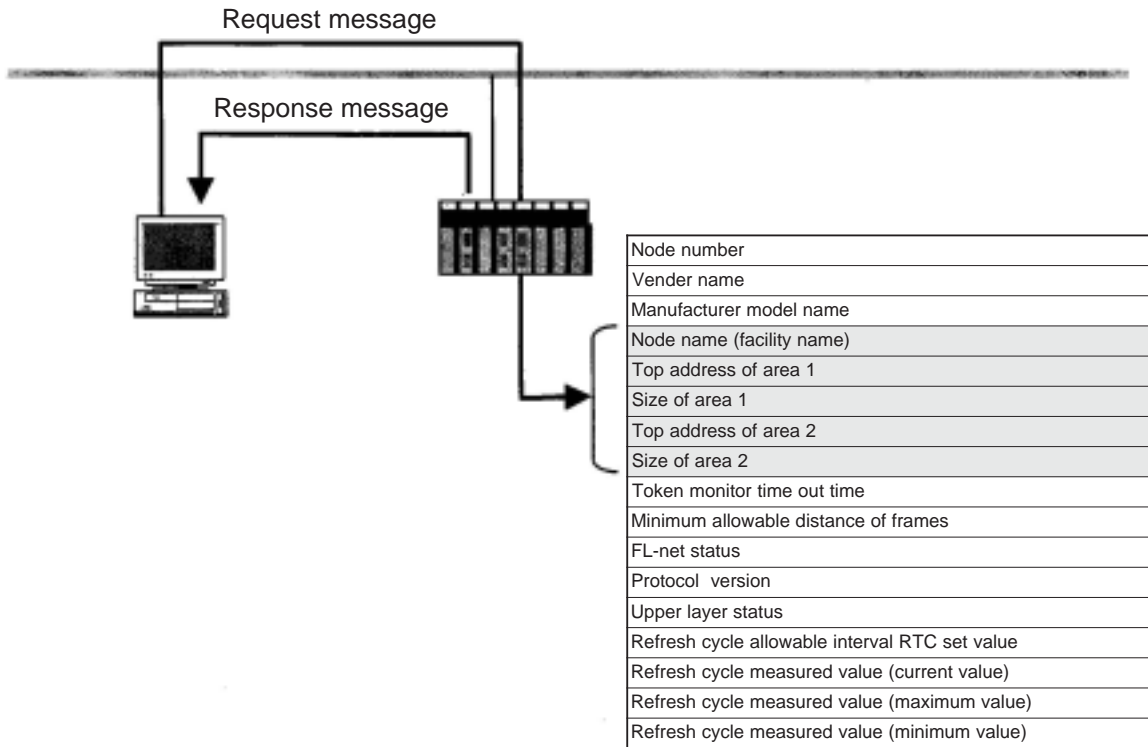 Request message
Response message
Node number
Vender name
Manufacturer model name
Node name (facility name)
Top address of area 1
Size of area 1
Top address of area 2
Size of area 2
Token monitor time out time
Minimum allowable distance of frames
FL-net status
Protocol  version
Upper layer status
Refresh cycle allowable interval RTC set value
Refresh cycle measured value (current value)
Refresh cycle measured value (maximum value)
Refresh cycle measured value (minimum value)